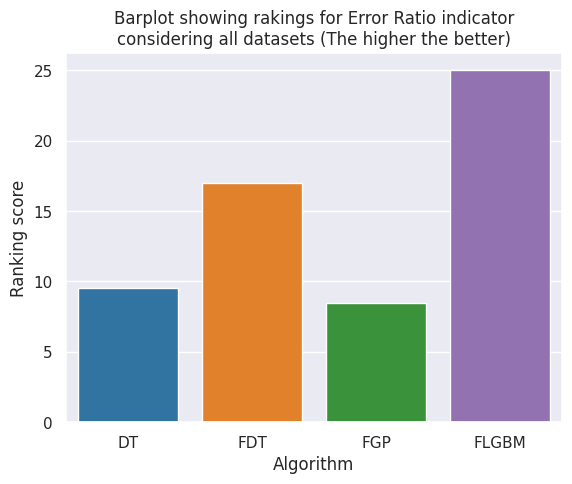 Barplot showing rakings for Error Ratio indicator
considering all datasets (The higher the better)
Ranking score
25
20
15
10
5
0
DT FDT FGP FLGBM
Algorithm